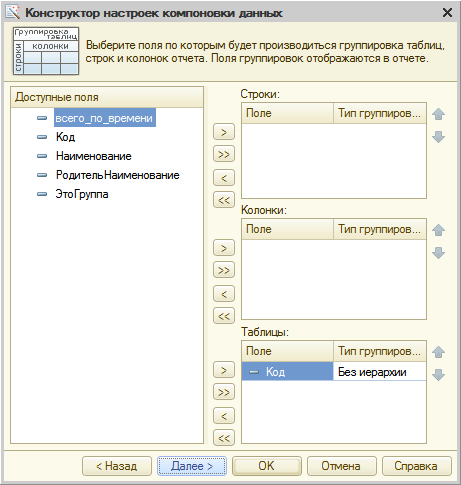 Конструктор настроек компоновки данных
Группировка
таблиц
строки
колонки
Выберите поля по которым будет производиться группировка таблиц,
строк и колонок отчета. Поля группировок отображаются в отчете.
Доступные поля
всего_по_времени
Код
Наименование
РодительНаименование
ЭтоГруппа
>
>>
<
<<
Строки:
Поле Тип группиров...
>
>>
<
<<
Колонки:
Поле Тип группиров...
>
>>
<
<<
Таблицы:
Поле Тип группиров...
Код Без иерархии
< Назад Далее > OK Отмена Справка